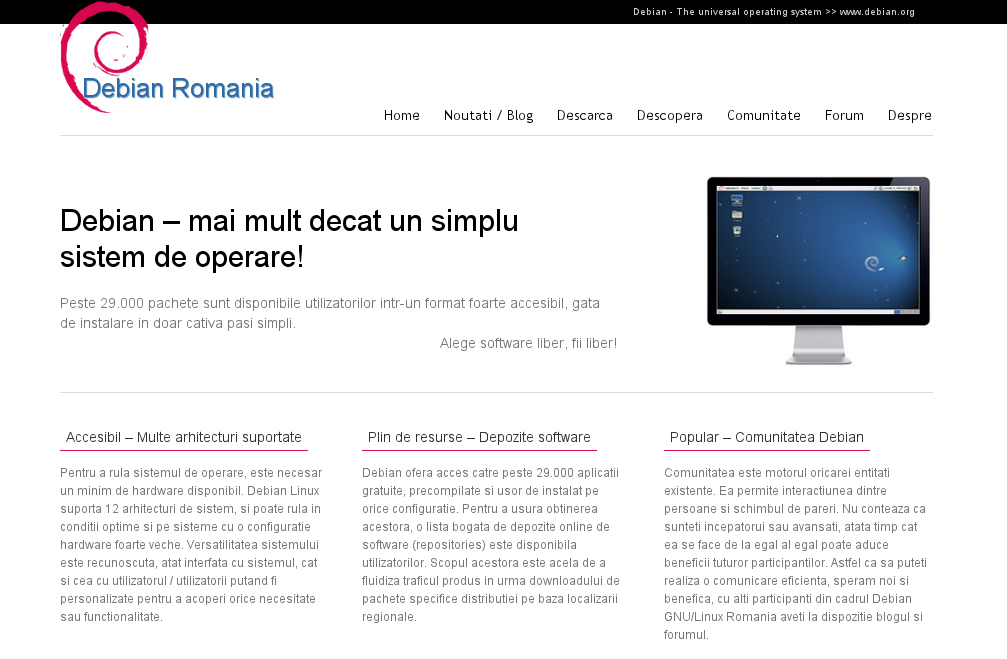 Debian - The universal operating system >> www.debian.org
Debian Romania
Home Noutati / Blog Descarca Descopera Comunitate Forum Despre
Debian – mai mult decat un simplu
sistem de operare!
Peste 29.000 pachete sunt disponibile utilizatorilor intr-un format foarte accesibil, gata
de instalare in doar cativa pasi simpli.
Alege software liber, fii liber!
Accesibil – Multe arhitecturi suportate
Pentru a rula sistemul de operare, este necesar
un minim de hardware disponibil. Debian Linux
suporta 12 arhitecturi de sistem, si poate rula in
conditii optime si pe sisteme cu o configuratie
hardware foarte veche. Versatilitatea sistemului
este recunoscuta, atat interfata cu sistemul, cat
si cea cu utilizatorul / utilizatorii putand fi
personalizate pentru a acoperi orice necesitate
sau functionalitate.
Plin de resurse – Depozite software
Debian ofera acces catre peste 29.000 aplicatii
gratuite, precompilate si usor de instalat pe
orice configuratie. Pentru a usura obtinerea
acestora, o lista bogata de depozite online de
software (repositories) este disponibila
utilizatorilor. Scopul acestora este acela de a
fluidiza traficul produs in urma downloadului de
pachete specifice distributiei pe baza localizarii
regionale.
Popular – Comunitatea Debian
Comunitatea este motorul oricarei entitati
existente. Ea permite interactiunea dintre
persoane si schimbul de pareri. Nu conteaza ca
sunteti incepatorui sau avansati, atata timp cat
ea se face de la egal al egal poate aduce
beneficii tuturor participantilor. Astfel ca sa puteti
realiza o comunicare eficienta, speram noi si
benefica, cu alti participanti din cadrul Debian
GNU/Linux Romania aveti la dispozitie blogul si
forumul.